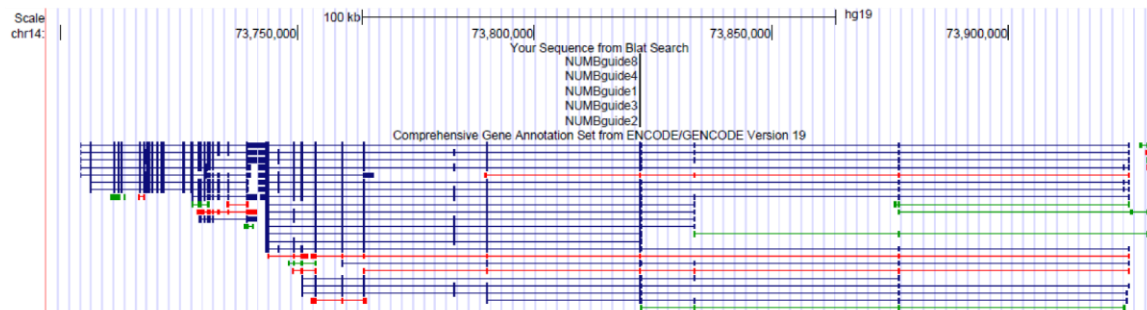 Scale 100 kb hg19
chr14: 73,750,000 73,800,000 73,850,000 73,900,000
Your Sequence from Blat Search
NUMBguide8
NUMBguide4
NUMBguide1
NUMBguide3
NUMBguide2
Comprehensive Gene Annotation Set from ENCODE/GENCODE Version 19